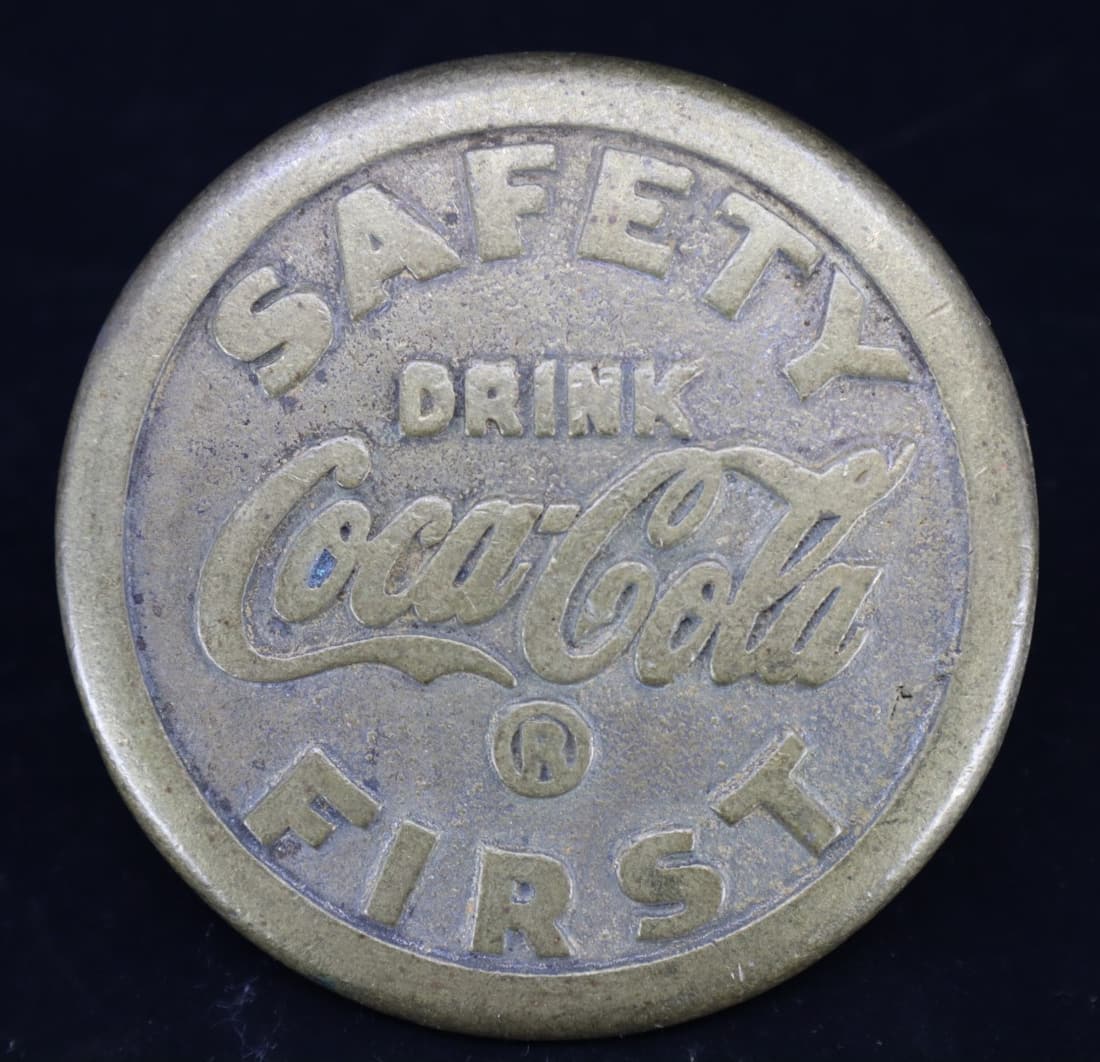 SAFETY
DRINK
Coca-Cola
®
FIRST